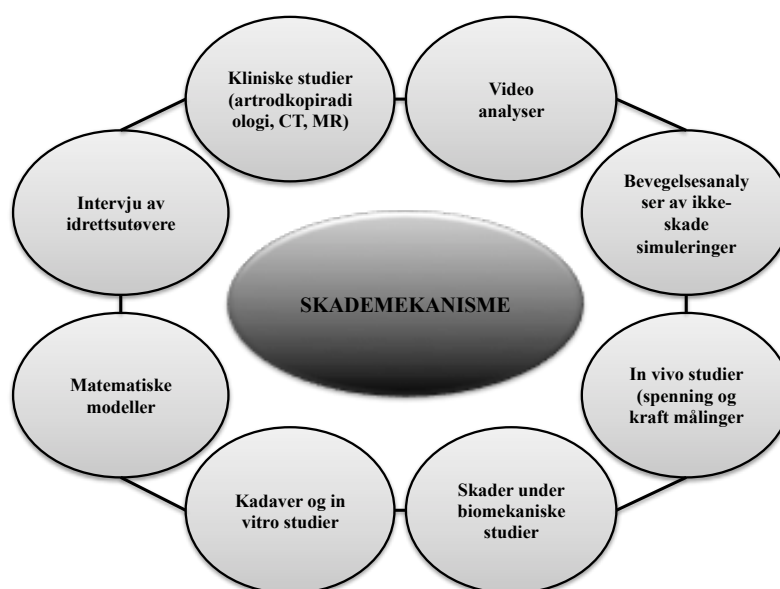 Kliniske studier
(artrodkopiradi
ologi, CT, MR)
Video
analyser
Intervju av
idrettsutøvere
Bevegelsesanaly
ser av ikke-
skade
simuleringer
SKADEMEKANISME
Matematiske
modeller
In vivo studier
(spenning og
kraft målinger
Kadaver og in
vitro studier
Skader under
biomekaniske
studier